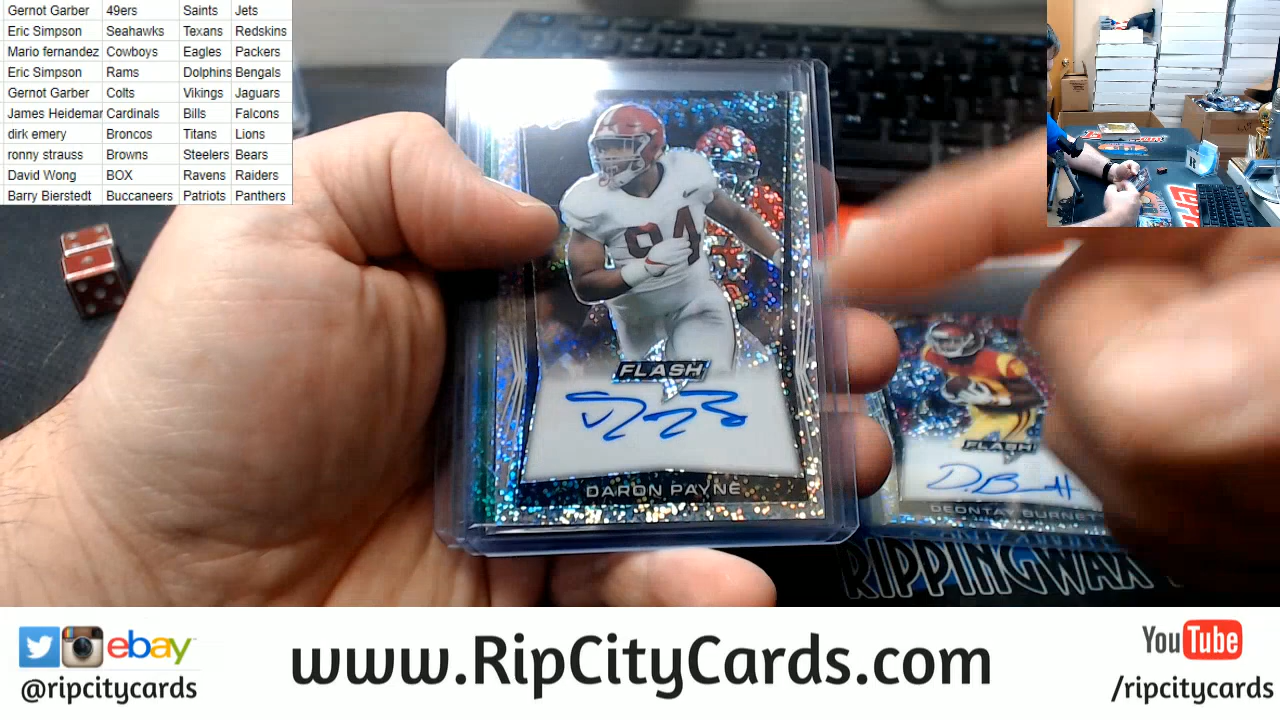 Gernot Garber 49ers Saints Jets
Eric Simpson Seahawks Texans Redskins
Mario fernandez Cowboys Eagles Packers
Eric Simpson Rams Dolphins Bengals
Gernot Garber Colts Vikings Jaguars
James Heidemar Cardinals Bills Falcons
dirk emery Broncos Titans Lions
ronny strauss Browns Steelers Bears
David Wong BOX Ravens Raiders
Barry Bierstedt Buccaneers Patriots Panthers
94
FLASH
DARON PAYNE
FLASH
D. Burnett
DEONTAY BURNET
RIPPINGWAX
ebay
@ripcitycards
www.RipCityCards.com
YouTube
/ripcitycards